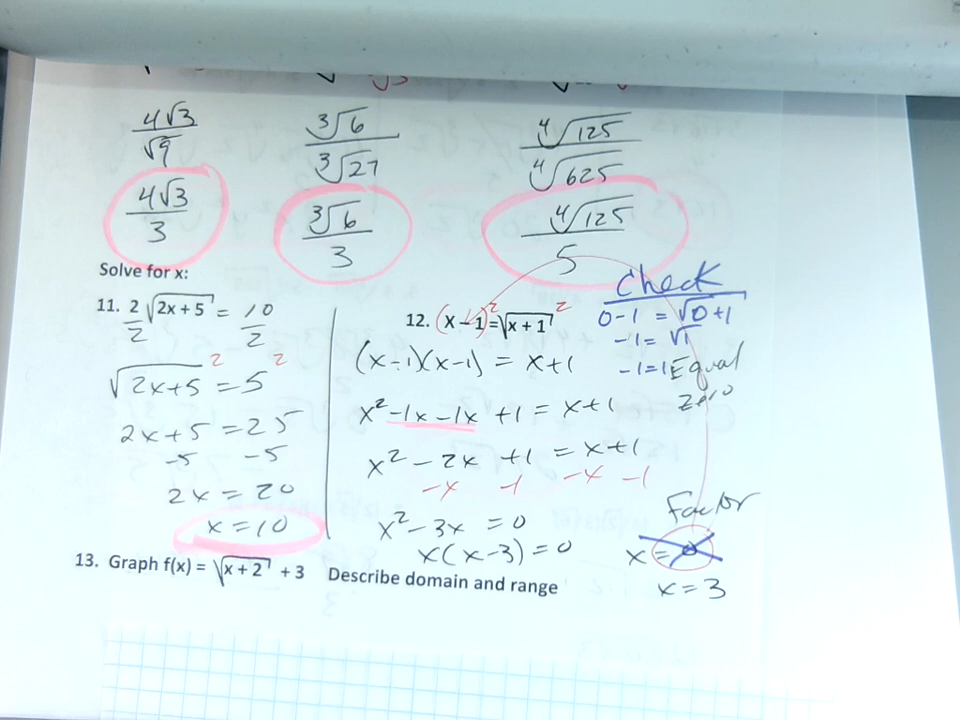 4√3 / √9
4√3 / 3
∛6 / ∛27
∛6 / 3
∜125 / ∜625
∜125 / 5
Solve for x:
11. 2√2x + 5 = 10
2 2
√2x+5 ² = 5 ²
2x+5 = 25
-5 -5
2x = 20
x = 10
12. (x – 1)² = √x + 1 ²
(x-1)(x-1) = x+1
x² -1x -1x +1 = x+1
x² - 2x +1 = x+1
-x -1 -x -1
x² - 3x = 0
x(x-3) = 0
Check
0-1 = √0+1
-1 = √1
-1=1
Equal
Zero
Factor
x = 0
x = 3
13. Graph f(x) = √x + 2 + 3 Describe domain and range